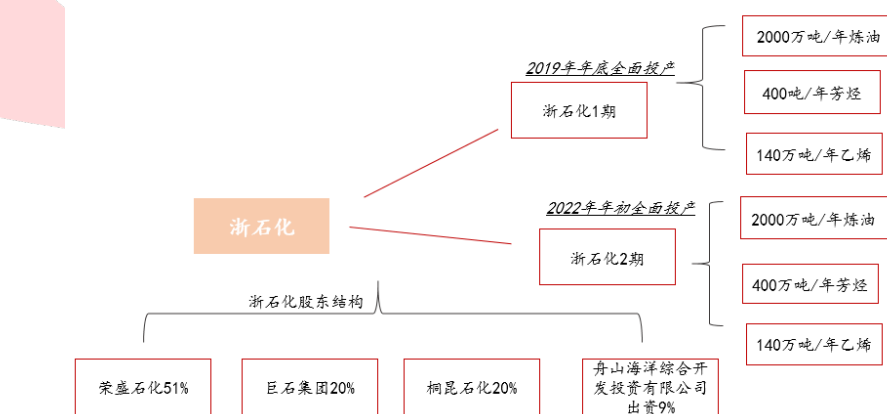 2000万吨/年炼油
2019年年底全面投产
400吨/年芳烃
浙石化1期
140万吨/年乙烯
浙石化
2022年年初全面投产
2000万吨/年炼油
浙石化2期
400万吨/年芳烃
浙石化股东结构
140万吨/年乙烯
荣盛石化51%
巨石集团20%
桐昆石化20%
舟山海洋综合开
发投资有限公司
出资9%